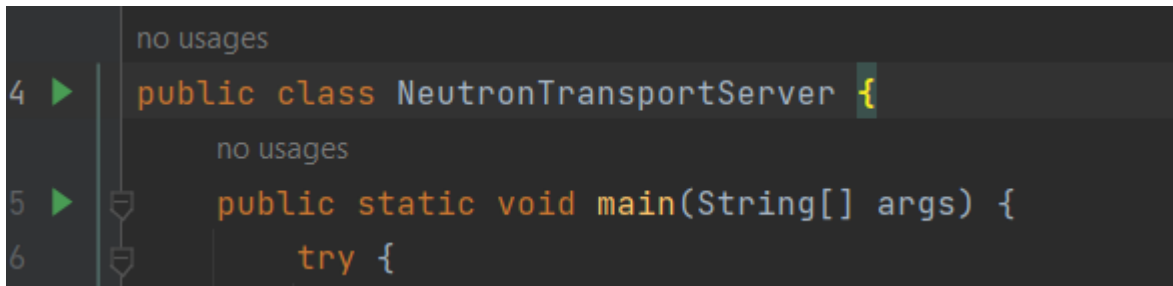 no usages
4 public class NeutronTransportServer {
no usages
5 public static void main(String[] args) {
6 try {